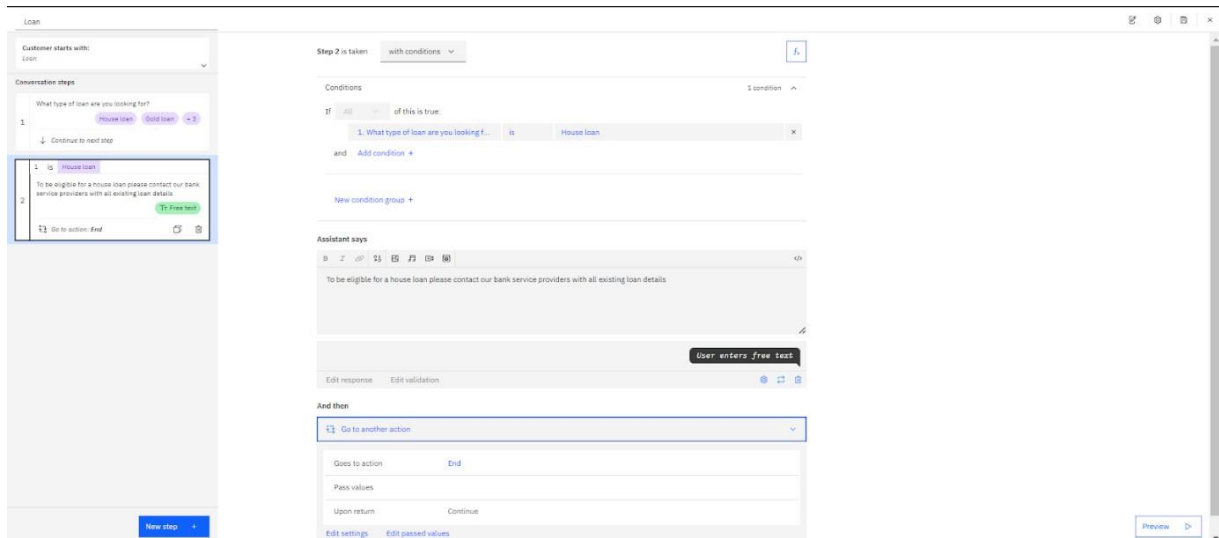 Loan
Customer starts with:
Loan
Conversation steps
1
What type of loan are you looking for?
House loan Gold loan + 3
Continue to next step
2
1 is House loan
To be eligible for a house loan please contact our bank
service providers with all existing loan details
Free text
Go to action: End
New step +
Step 2 is taken with conditions
fx
Conditions 1 condition
If All of this is true:
1. What type of loan are you looking f... is House loan ×
and Add condition +
New condition group +
Assistant says
B I </>
To be eligible for a house loan please contact our bank service providers with all existing loan details
User enters free text
Edit response Edit validation
And then
Go to another action
Goes to action End
Pass values
Upon return Continue
Edit settings Edit passed values
Preview